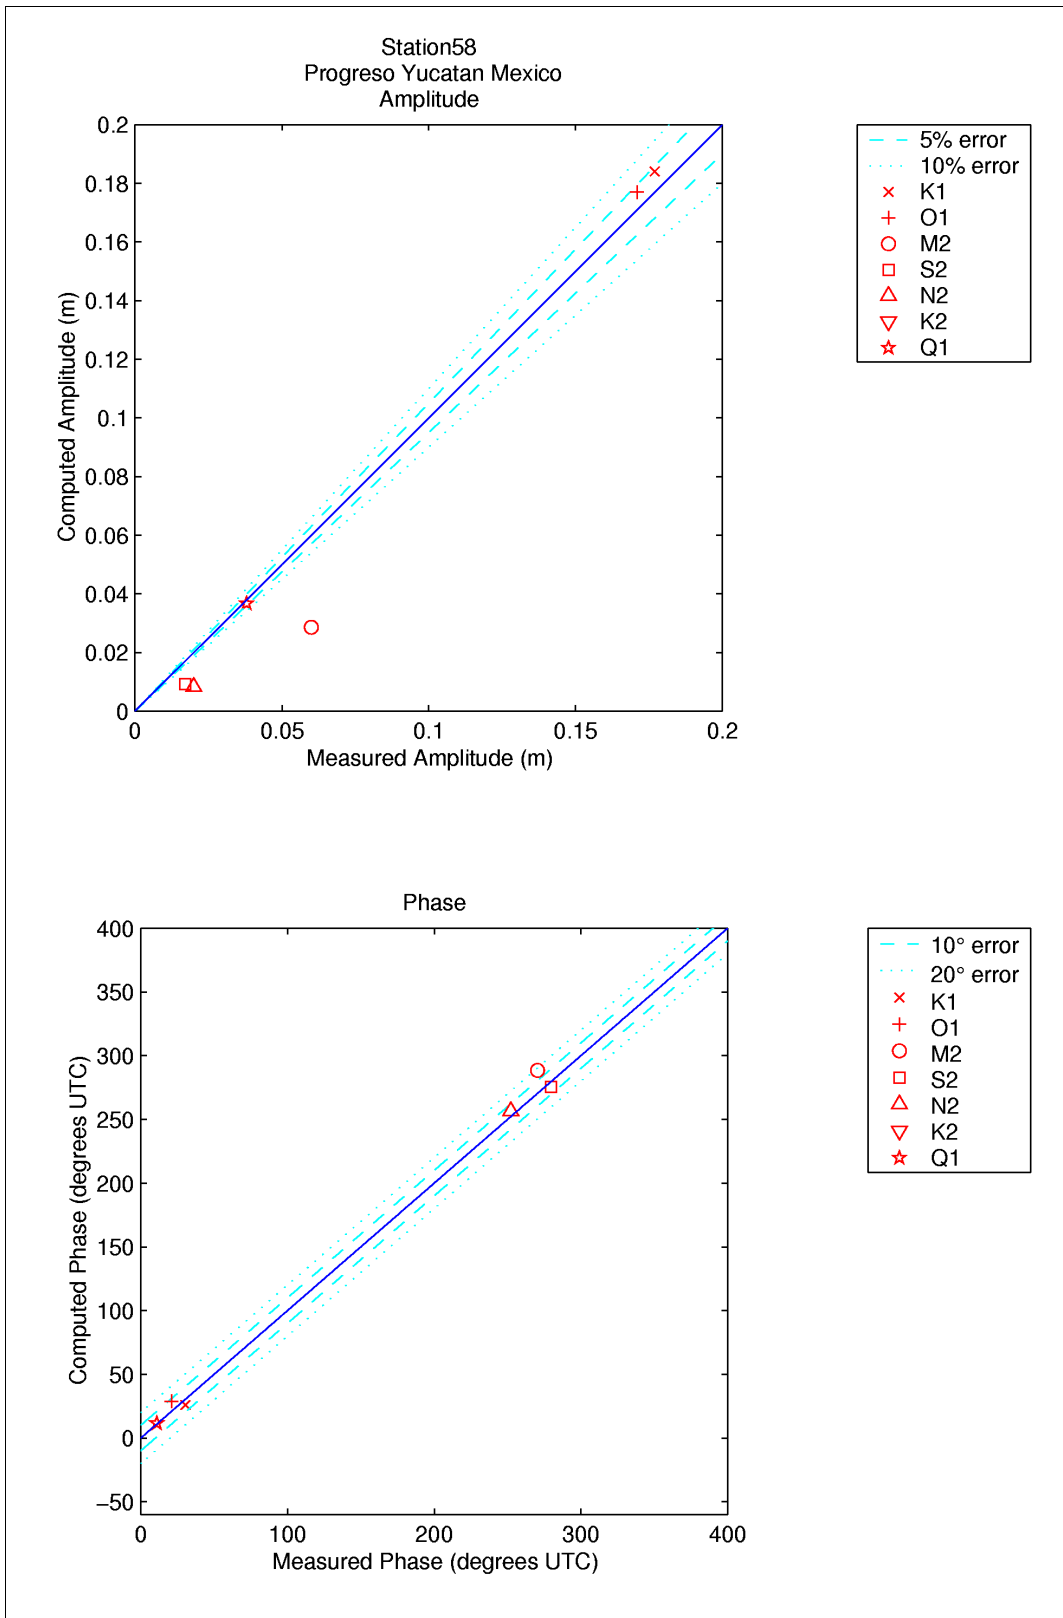 Station58
Progreso Yucatan Mexico
Amplitude
0.2
0.18
0.16
0.14
0.12
0.1
0.08
0.06
0.04
0.02
0
Computed Amplitude (m)
0 0.05 0.1 0.15 0.2
Measured Amplitude (m)
5% error
10% error
K1
O1
M2
S2
N2
K2
Q1
Phase
400
350
300
250
200
150
100
50
0
−50
Computed Phase (degrees UTC)
0 100 200 300 400
Measured Phase (degrees UTC)
10° error
20° error
K1
O1
M2
S2
N2
K2
Q1